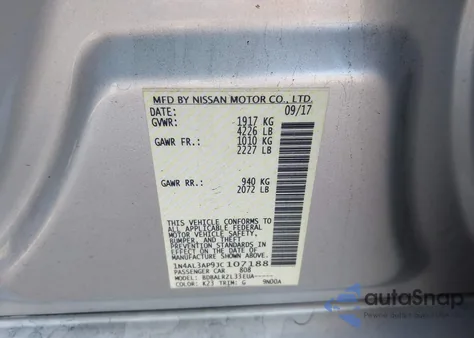 MFD BY NISSAN MOTOR CO., LTD.
DATE: 09/17
GVWR: 1917 KG
4226 LB
GAWR FR.: 1010 KG
2227 LB
GAWR RR.: 940 KG
2072 LB
THIS VEHICLE CONFORMS TO
ALL APPLICABLE FEDERAL
MOTOR VEHICLE SAFETY,
BUMPER, AND THEFT
PREVENTION STANDARDS IN
EFFECT ON THE DATE OF
MANUFACTURE SHOWN ABOVE.
1N4AL3AP9JC107188
PASSENGER CAR 808
MODEL: BDBALRZL33EUA-----
COLOR: K23 TRIM: G 9N00A
autoSnap